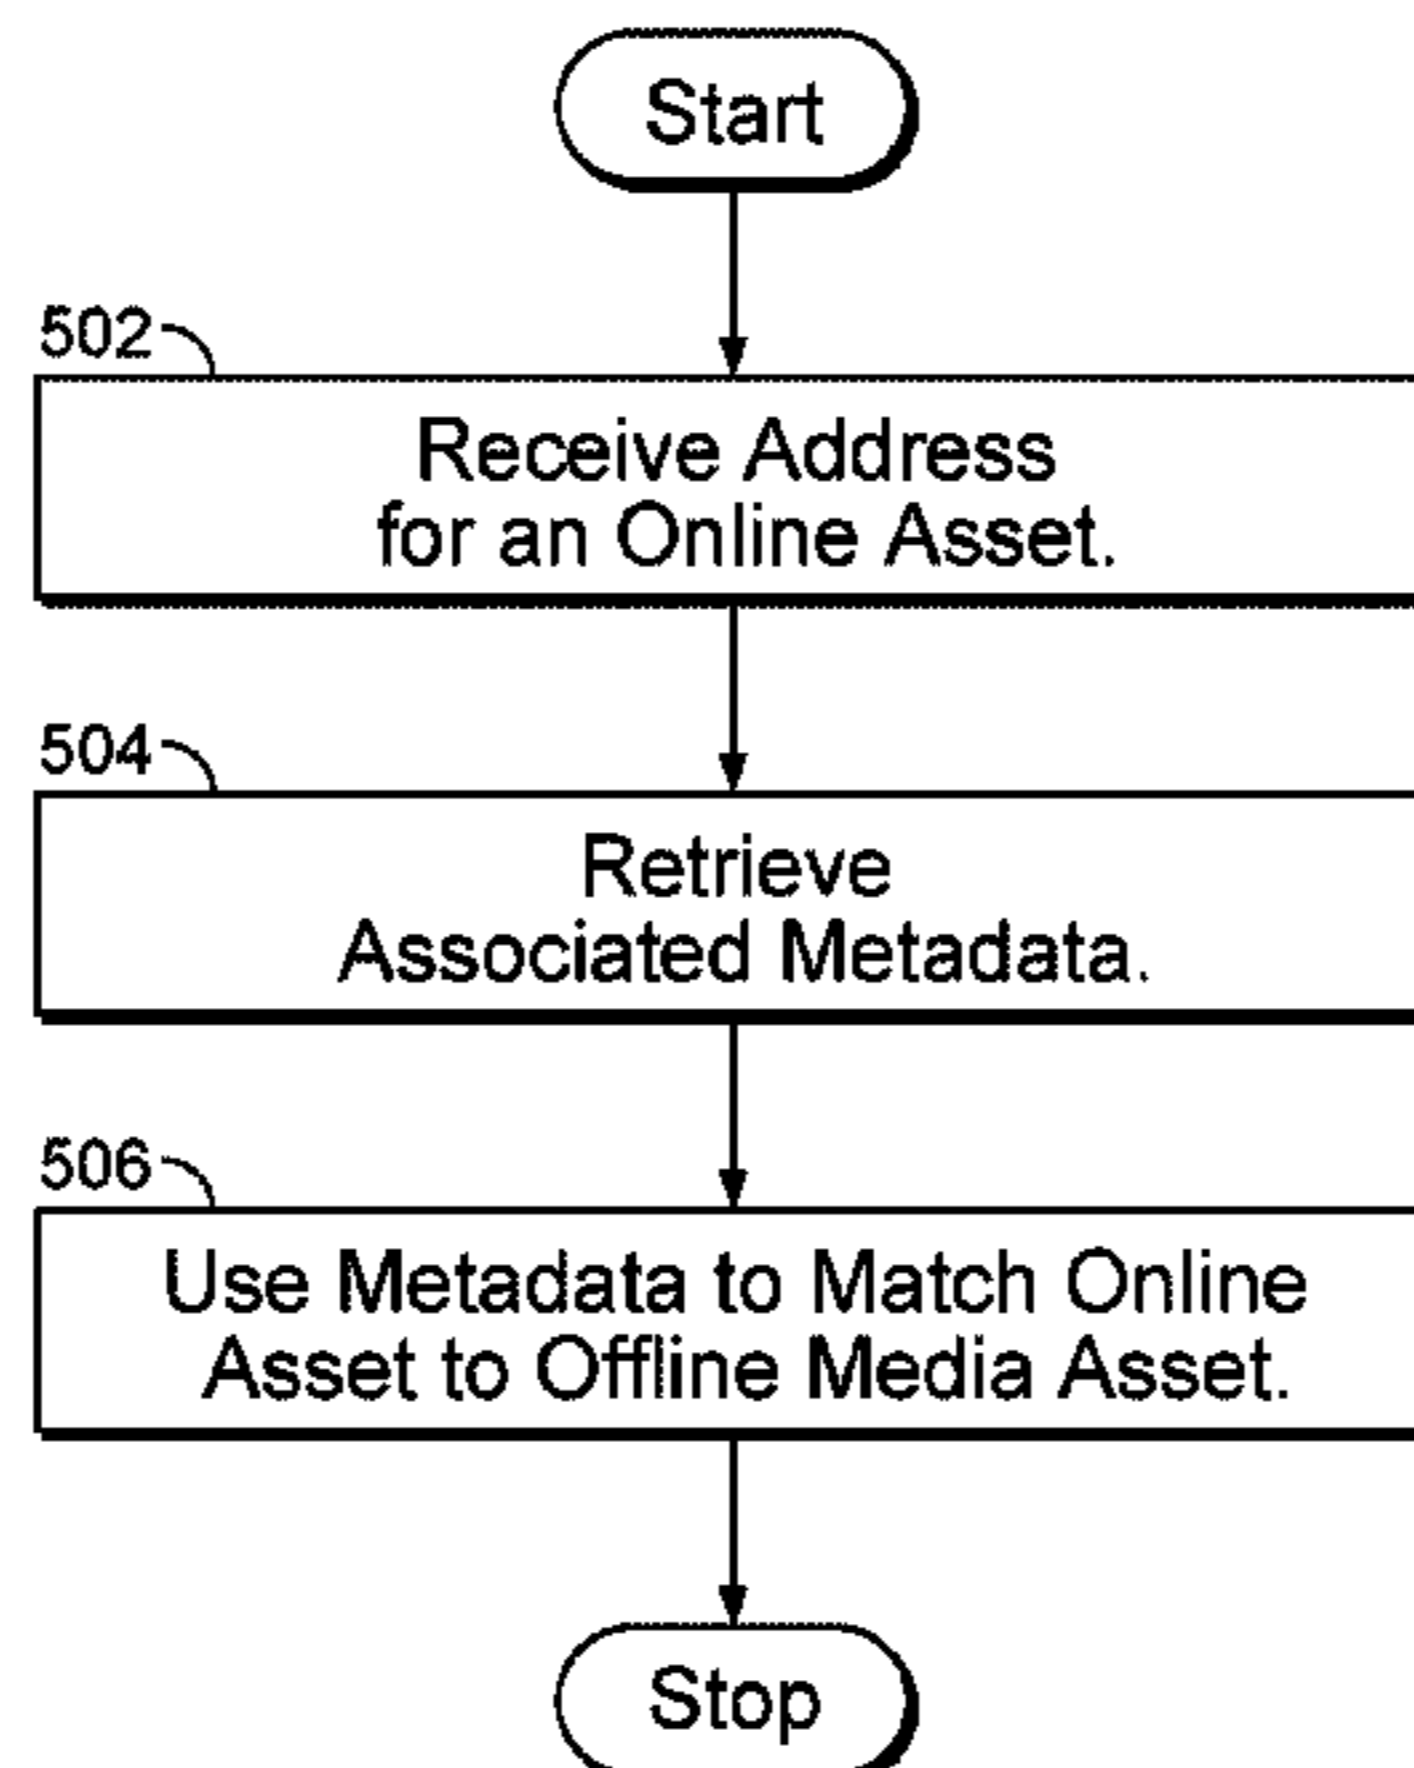 Start
502
Receive Address
for an Online Asset.
504
Retrieve
Associated Metadata.
506
Use Metadata to Match Online
Asset to Offline Media Asset.
Stop